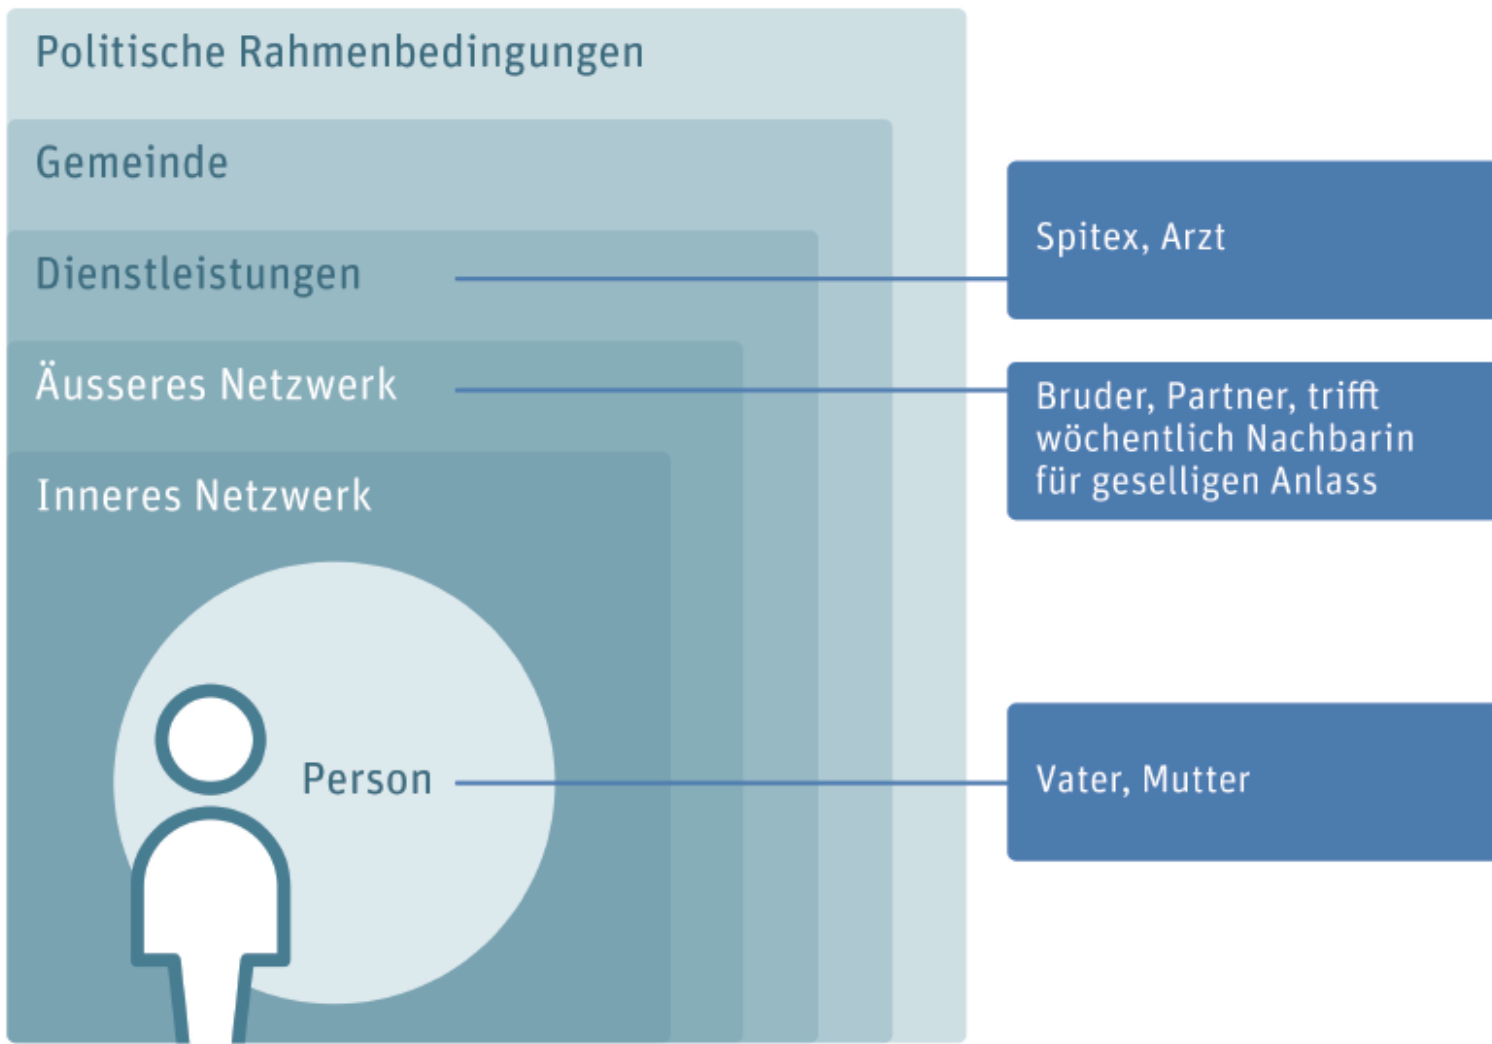 Politische Rahmenbedingungen
Gemeinde
Dienstleistungen
Spitex, Arzt
Äusseres Netzwerk
Bruder, Partner, trifft
wöchentlich Nachbarin
für geselligen Anlass
Inneres Netzwerk
Person
Vater, Mutter